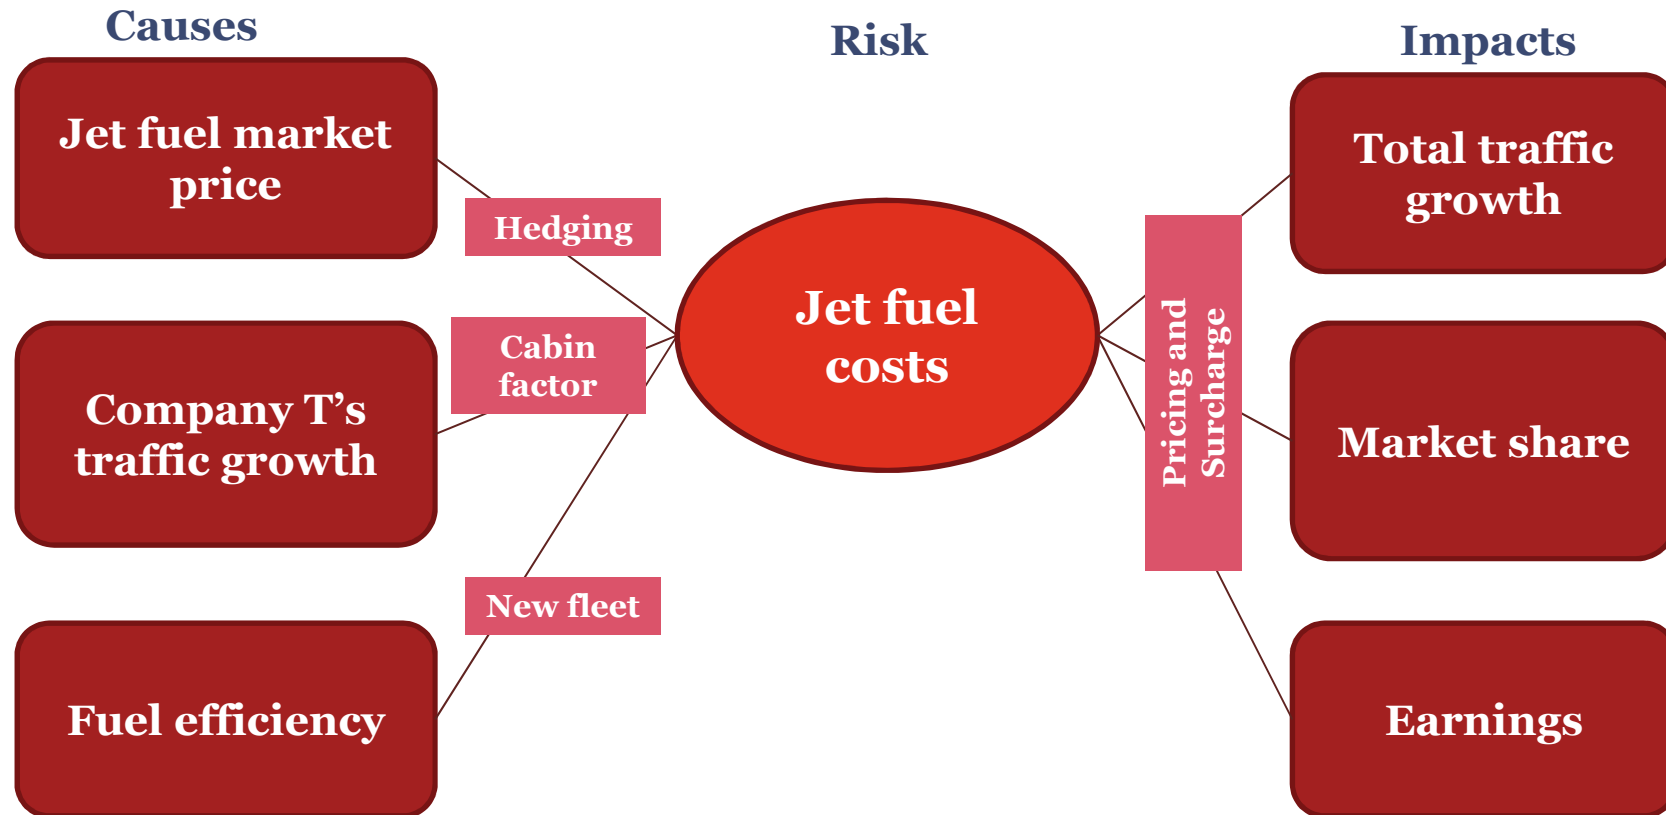 Causes
Risk
Impacts
Jet fuel market
price
Hedging
Company T’s
traffic growth
Cabin
factor
Fuel efficiency
New fleet
Jet fuel
costs
Pricing and
Surcharge
Total traffic
growth
Market share
Earnings